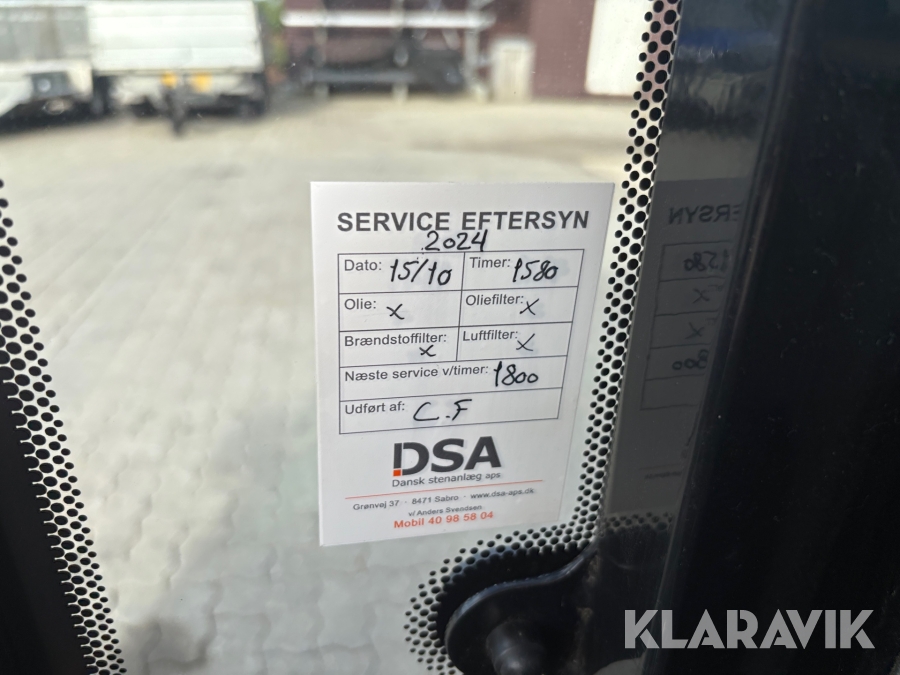 SERVICE EFTERSYN
2024
Dato: 15/10 Timer: 1580
Olie: x Oliefilter: x
Brændstoffilter: x Luftfilter: x
Næste service v/timer: 1800
Udført af: C.F
DSA
Dansk stenanlæg aps
Grønvej 37 · 8471 Sabro · www.dsa-aps.dk
v/ Anders Svendsen
Mobil 40 98 58 04
KLARAVIK